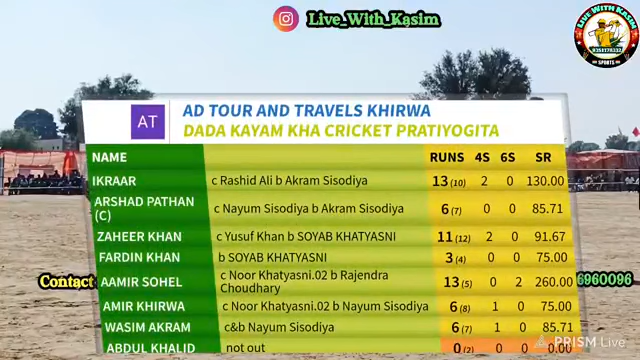 Live_With_Kasim
LIVE WITH KASIM
SPORTS
AT
AD TOUR AND TRAVELS KHIRWA
DADA KAYAM KHA CRICKET PRATIYOGITA
NAME RUNS 4S 6S SR
IKRAAR c Rashid Ali b Akram Sisodiya 13 (10) 2 0 130.00
ARSHAD PATHAN (C) c Nayum Sisodiya b Akram Sisodiya 6 (7) 0 0 85.71
ZAHEER KHAN c Yusuf Khan b SOYAB KHATYASNI 11 (12) 2 0 91.67
FARDIN KHAN b SOYAB KHATYASNI 3 (4) 0 0 75.00
Contact 6960096
AAMIR SOHEL c Noor Khatyasni.02 b Rajendra Choudhary 13 (5) 0 2 260.00
AMIR KHIRWA c Noor Khatyasni.02 b Nayum Sisodiya 6 (8) 1 0 75.00
WASIM AKRAM c&b Nayum Sisodiya 6 (7) 1 0 85.71
ABDUL KHALID not out 0 (2) 0 0 0.00
PRISM Live